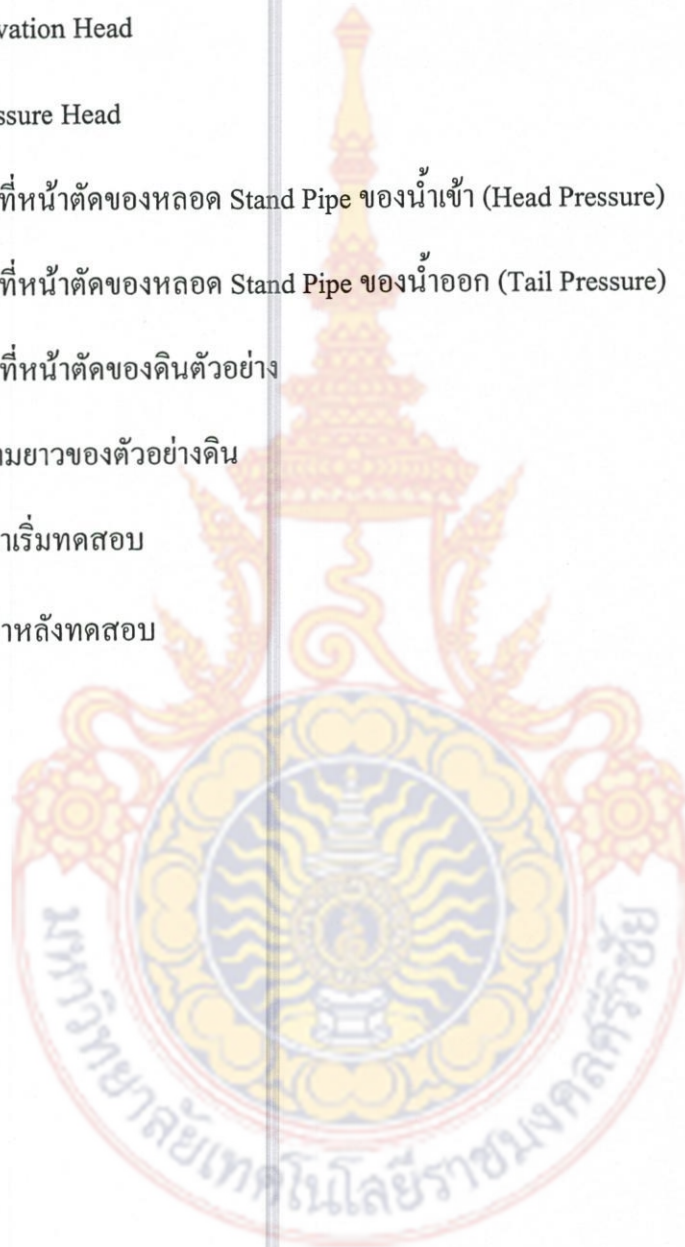 vation Head
ssure Head
ที่หน้าตัดของหลอด Stand Pipe ของน้ำเข้า (Head Pressure)
ที่หน้าตัดของหลอด Stand Pipe ของน้ำออก (Tail Pressure)
ที่หน้าตัดของดินตัวอย่าง
ามยาวของตัวอย่างดิน
าเริ่มทดสอบ
าหลังทดสอบ
มหาวิทยาลัยเทคโนโลยีราชมงคลศรีวิชัย